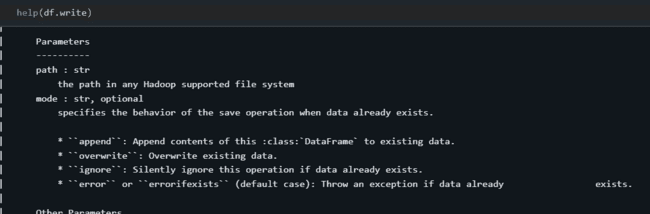 help(df.write)
Parameters
----------
path : str
the path in any Hadoop supported file system
mode : str, optional
specifies the behavior of the save operation when data already exists.
* ``append``: Append contents of this :class:`DataFrame` to existing data.
* ``overwrite``: Overwrite existing data.
* ``ignore``: Silently ignore this operation if data already exists.
* ``error`` or ``errorifexists`` (default case): Throw an exception if data already exists.
Other Parameters